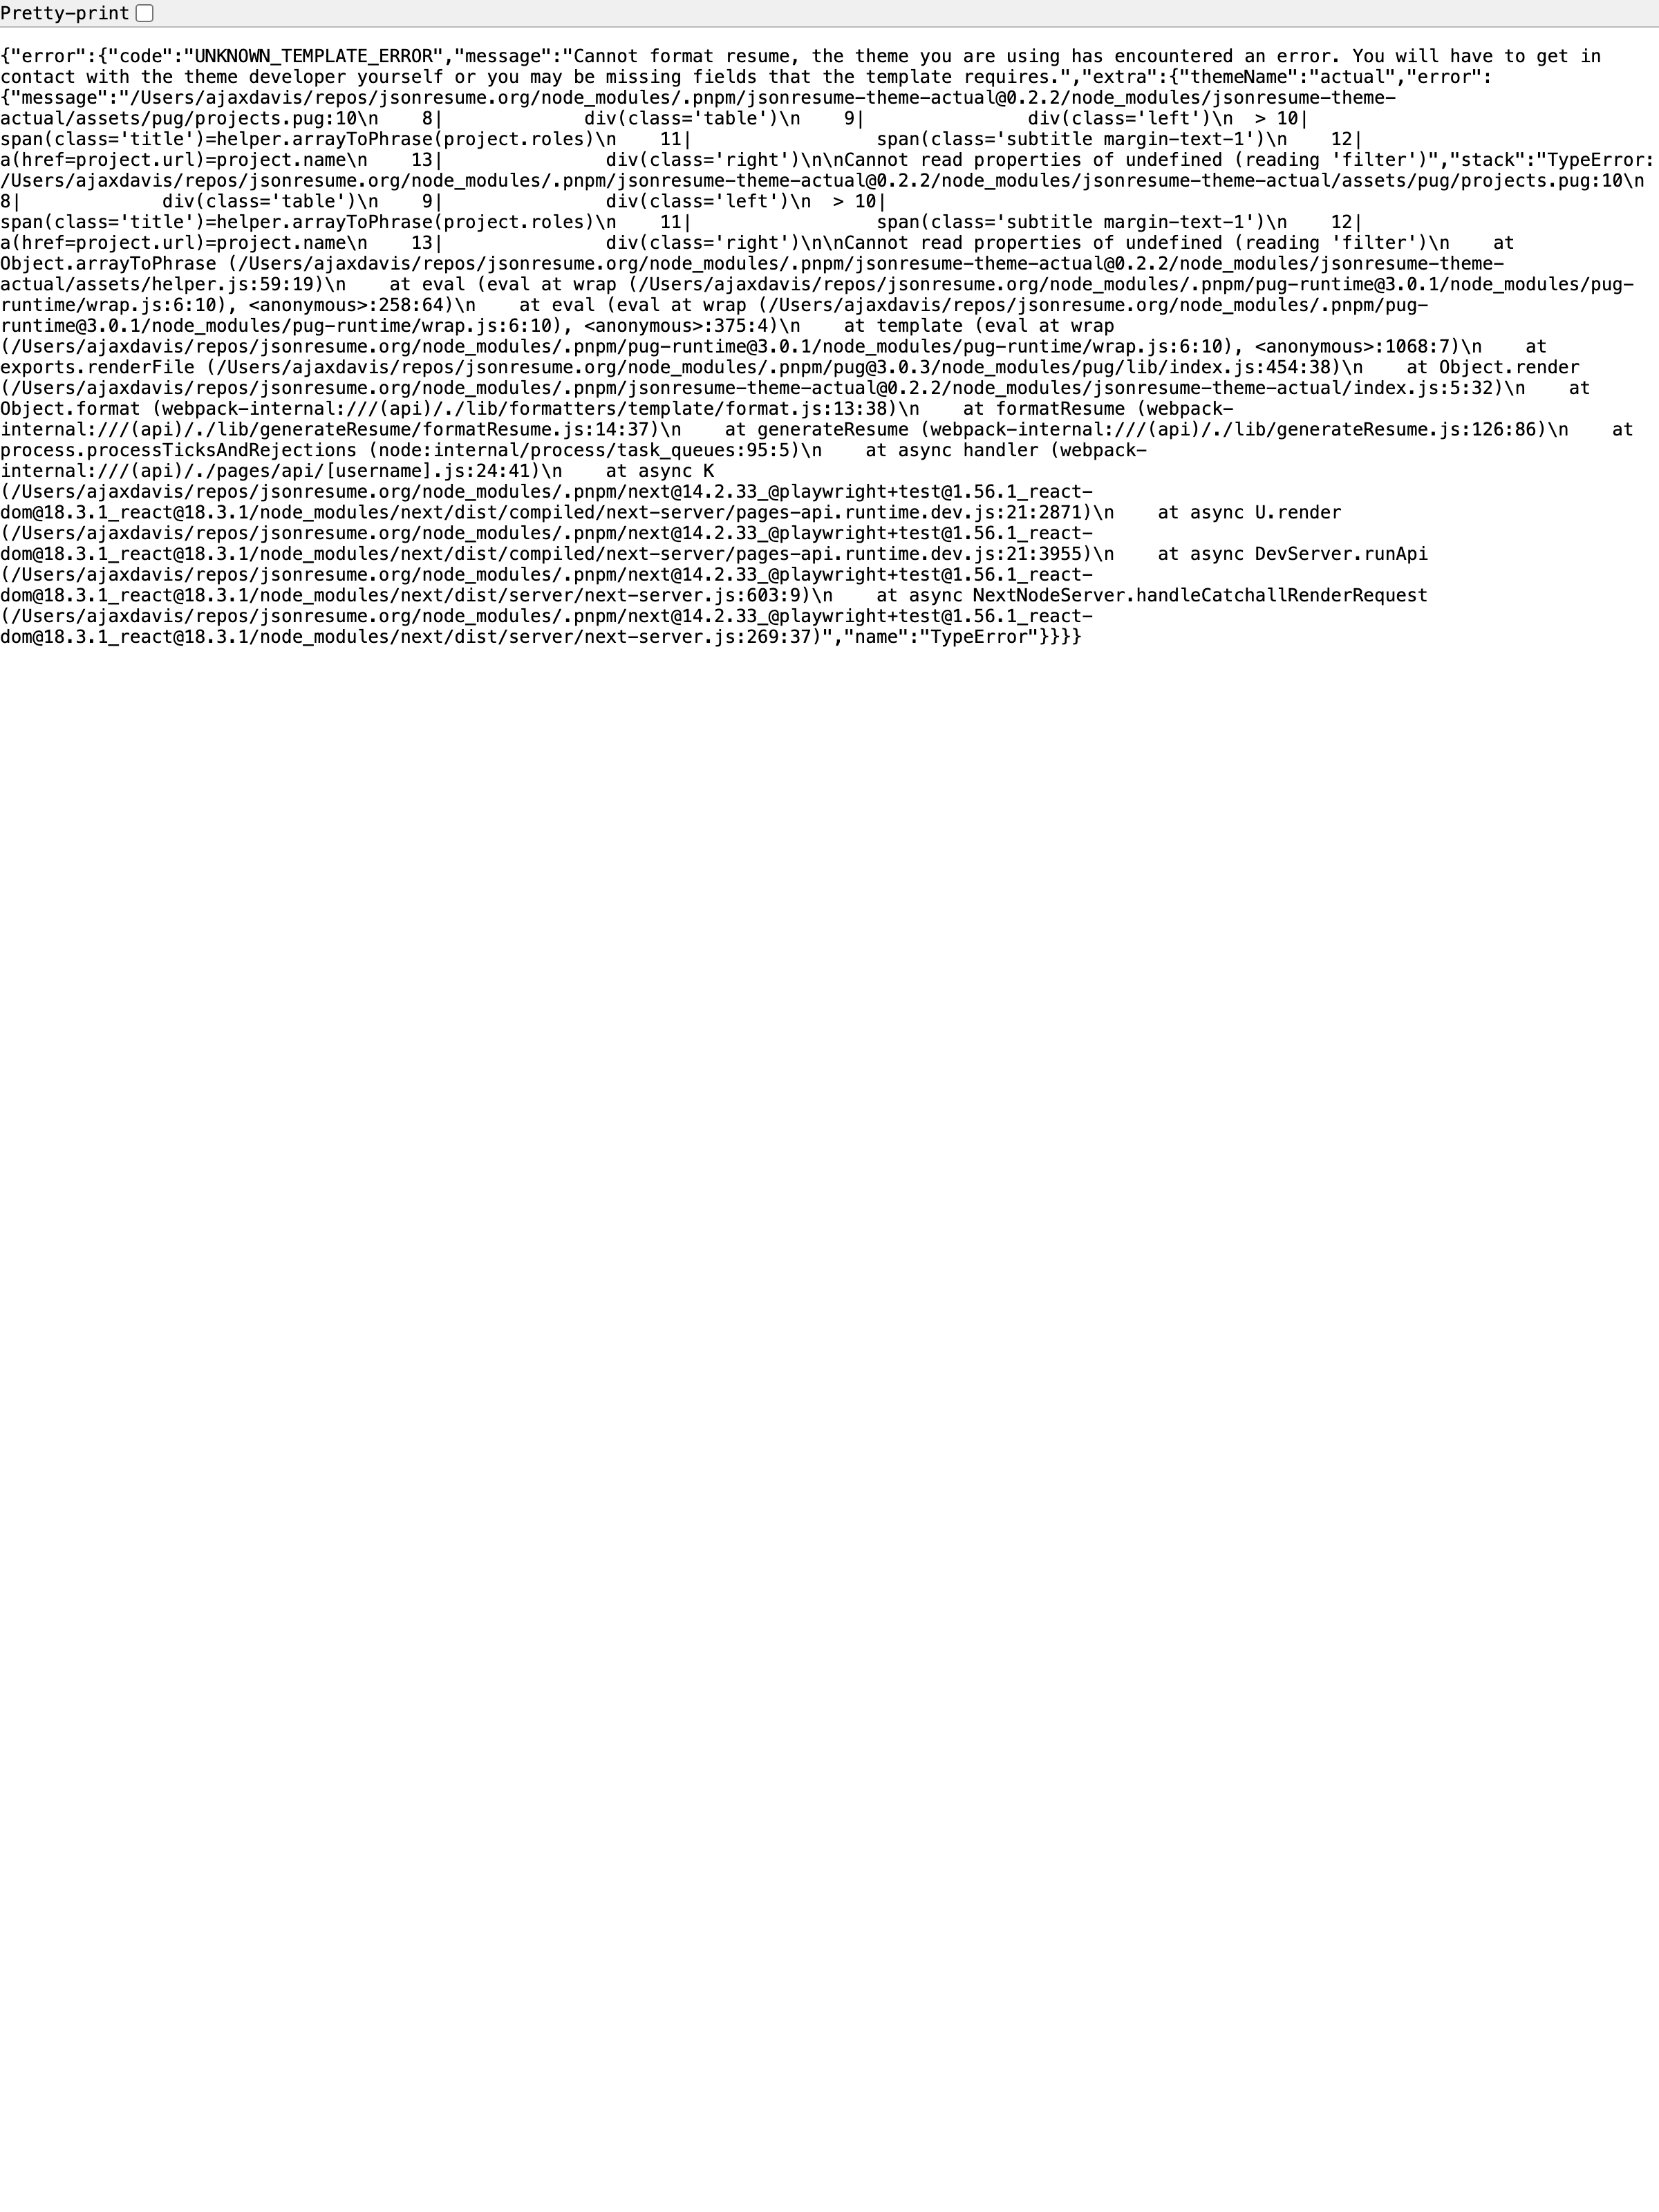 Pretty-print
{"error":{"code":"UNKNOWN_TEMPLATE_ERROR","message":"Cannot format resume, the theme you are using has encountered an error. You will have to get in
contact with the theme developer yourself or you may be missing fields that the template requires.","extra":{"themeName":"actual","error":
{"message":"/Users/ajaxdavis/repos/jsonresume.org/node_modules/.pnpm/jsonresume-theme-actual@0.2.2/node_modules/jsonresume-theme-
actual/assets/pug/projects.pug:10\n    8|             div(class='table')\n    9|               div(class='left')\n  > 10|
span(class='title')=helper.arrayToPhrase(project.roles)\n    11|                 span(class='subtitle margin-text-1')\n    12|
a(href=project.url)=project.name\n    13|               div(class='right')\n\nCannot read properties of undefined (reading 'filter')","stack":"TypeError:
/Users/ajaxdavis/repos/jsonresume.org/node_modules/.pnpm/jsonresume-theme-actual@0.2.2/node_modules/jsonresume-theme-actual/assets/pug/projects.pug:10\n
8|             div(class='table')\n    9|               div(class='left')\n  > 10|
span(class='title')=helper.arrayToPhrase(project.roles)\n    11|                 span(class='subtitle margin-text-1')\n    12|
a(href=project.url)=project.name\n    13|               div(class='right')\n\nCannot read properties of undefined (reading 'filter')\n    at
Object.arrayToPhrase (/Users/ajaxdavis/repos/jsonresume.org/node_modules/.pnpm/jsonresume-theme-actual@0.2.2/node_modules/jsonresume-theme-
actual/assets/helper.js:59:19)\n    at eval (eval at wrap (/Users/ajaxdavis/repos/jsonresume.org/node_modules/.pnpm/pug-runtime@3.0.1/node_modules/pug-
runtime/wrap.js:6:10), <anonymous>:258:64)\n    at eval (eval at wrap (/Users/ajaxdavis/repos/jsonresume.org/node_modules/.pnpm/pug-
runtime@3.0.1/node_modules/pug-runtime/wrap.js:6:10), <anonymous>:375:4)\n    at template (eval at wrap
(/Users/ajaxdavis/repos/jsonresume.org/node_modules/.pnpm/pug-runtime@3.0.1/node_modules/pug-runtime/wrap.js:6:10), <anonymous>:1068:7)\n    at
exports.renderFile (/Users/ajaxdavis/repos/jsonresume.org/node_modules/.pnpm/pug@3.0.3/node_modules/pug/lib/index.js:454:38)\n    at Object.render
(/Users/ajaxdavis/repos/jsonresume.org/node_modules/.pnpm/jsonresume-theme-actual@0.2.2/node_modules/jsonresume-theme-actual/index.js:5:32)\n    at
Object.format (webpack-internal:///(api)/./lib/formatters/template/format.js:13:38)\n    at formatResume (webpack-
internal:///(api)/./lib/generateResume/formatResume.js:14:37)\n    at generateResume (webpack-internal:///(api)/./lib/generateResume.js:126:86)\n    at
process.processTicksAndRejections (node:internal/process/task_queues:95:5)\n    at async handler (webpack-
internal:///(api)/./pages/api/[username].js:24:41)\n    at async K
(/Users/ajaxdavis/repos/jsonresume.org/node_modules/.pnpm/next@14.2.33_@playwright+test@1.56.1_react-
dom@18.3.1_react@18.3.1/node_modules/next/dist/compiled/next-server/pages-api.runtime.dev.js:21:2871)\n    at async U.render
(/Users/ajaxdavis/repos/jsonresume.org/node_modules/.pnpm/next@14.2.33_@playwright+test@1.56.1_react-
dom@18.3.1_react@18.3.1/node_modules/next/dist/compiled/next-server/pages-api.runtime.dev.js:21:3955)\n    at async DevServer.runApi
(/Users/ajaxdavis/repos/jsonresume.org/node_modules/.pnpm/next@14.2.33_@playwright+test@1.56.1_react-
dom@18.3.1_react@18.3.1/node_modules/next/dist/server/next-server.js:603:9)\n    at async NextNodeServer.handleCatchallRenderRequest
(/Users/ajaxdavis/repos/jsonresume.org/node_modules/.pnpm/next@14.2.33_@playwright+test@1.56.1_react-
dom@18.3.1_react@18.3.1/node_modules/next/dist/server/next-server.js:269:37)","name":"TypeError"}}}}